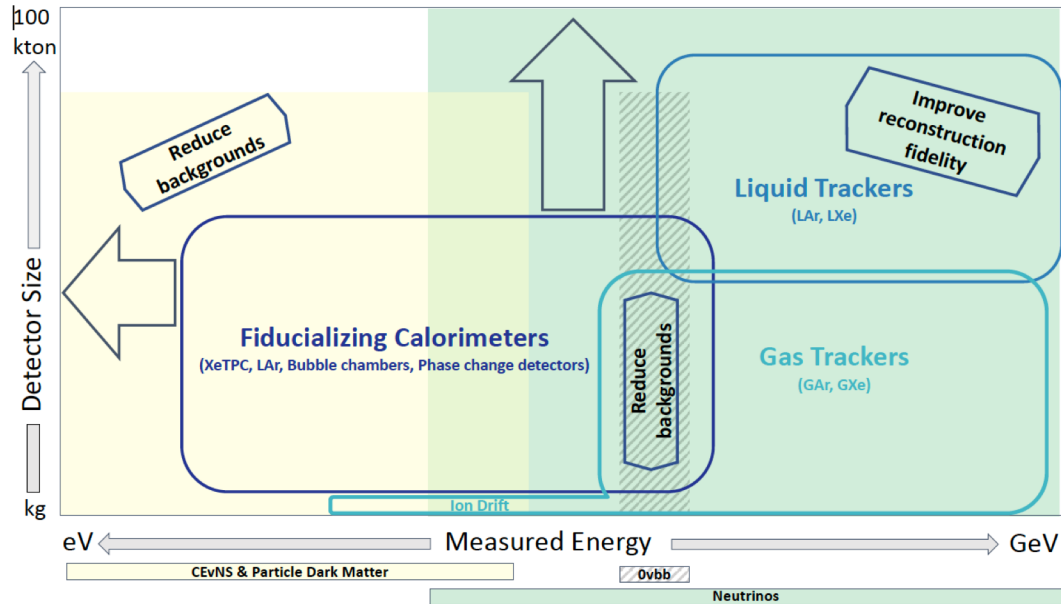 100
kton
Detector Size
kg
Reduce
backgrounds
Improve
reconstruction
fidelity
Liquid Trackers
(LAr, LXe)
Fiducializing Calorimeters
(XeTPC, LAr, Bubble chambers, Phase change detectors)
Reduce
backgrounds
Gas Trackers
(GAr, GXe)
Ion Drift
eV
Measured Energy
GeV
CEvNS & Particle Dark Matter
0vbb
Neutrinos